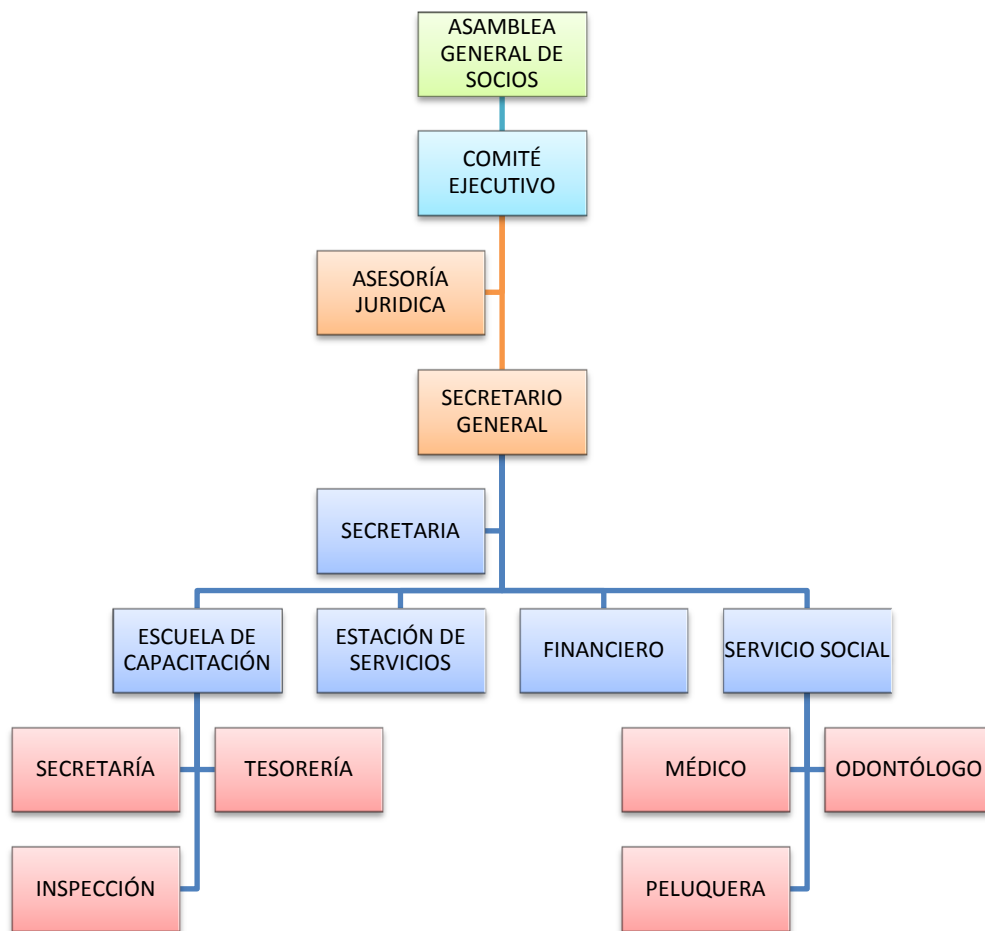 ASAMBLEA
GENERAL DE
SOCIOS
COMITÉ
EJECUTIVO
ASESORÍA
JURIDICA
SECRETARIO
GENERAL
SECRETARIA
ESCUELA DE
CAPACITACIÓN
ESTACIÓN DE
SERVICIOS
FINANCIERO
SERVICIO SOCIAL
SECRETARÍA
TESORERÍA
MÉDICO
ODONTÓLOGO
INSPECCIÓN
PELUQUERA